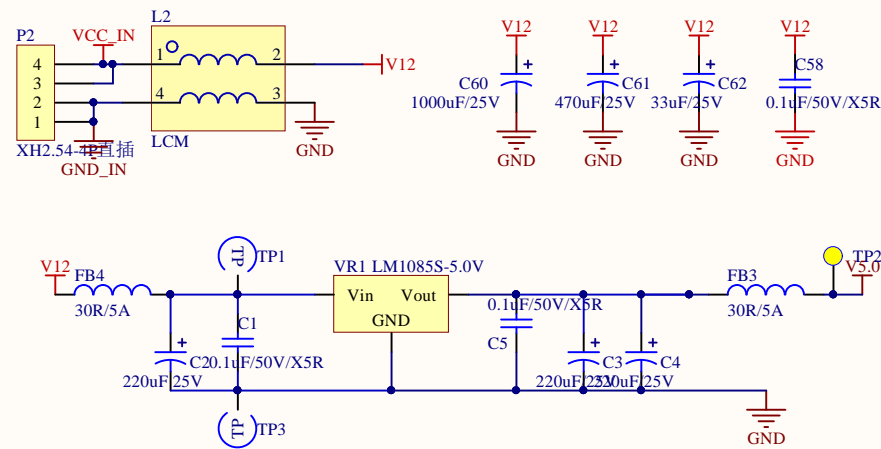 P2
VCC_IN
L2
4
3
2
1
1
2
4
3
V12
LCM
GND
XH2.54-4P直插
GND_IN
V12
C60
1000uF/25V
GND
V12
C61
470uF/25V
GND
V12
C62
33uF/25V
GND
V12
C58
0.1uF/50V/X5R
GND
V12
FB4
30R/5A
TP
TP1
VR1 LM1085S-5.0V
Vin
Vout
GND
C1
0.1uF/50V/X5R
C2
220uF/25V
TP
TP3
0.1uF/50V/X5R
C5
C3
220uF/25V
C4
220uF/25V
FB3
30R/5A
TP2
V5.0
GND